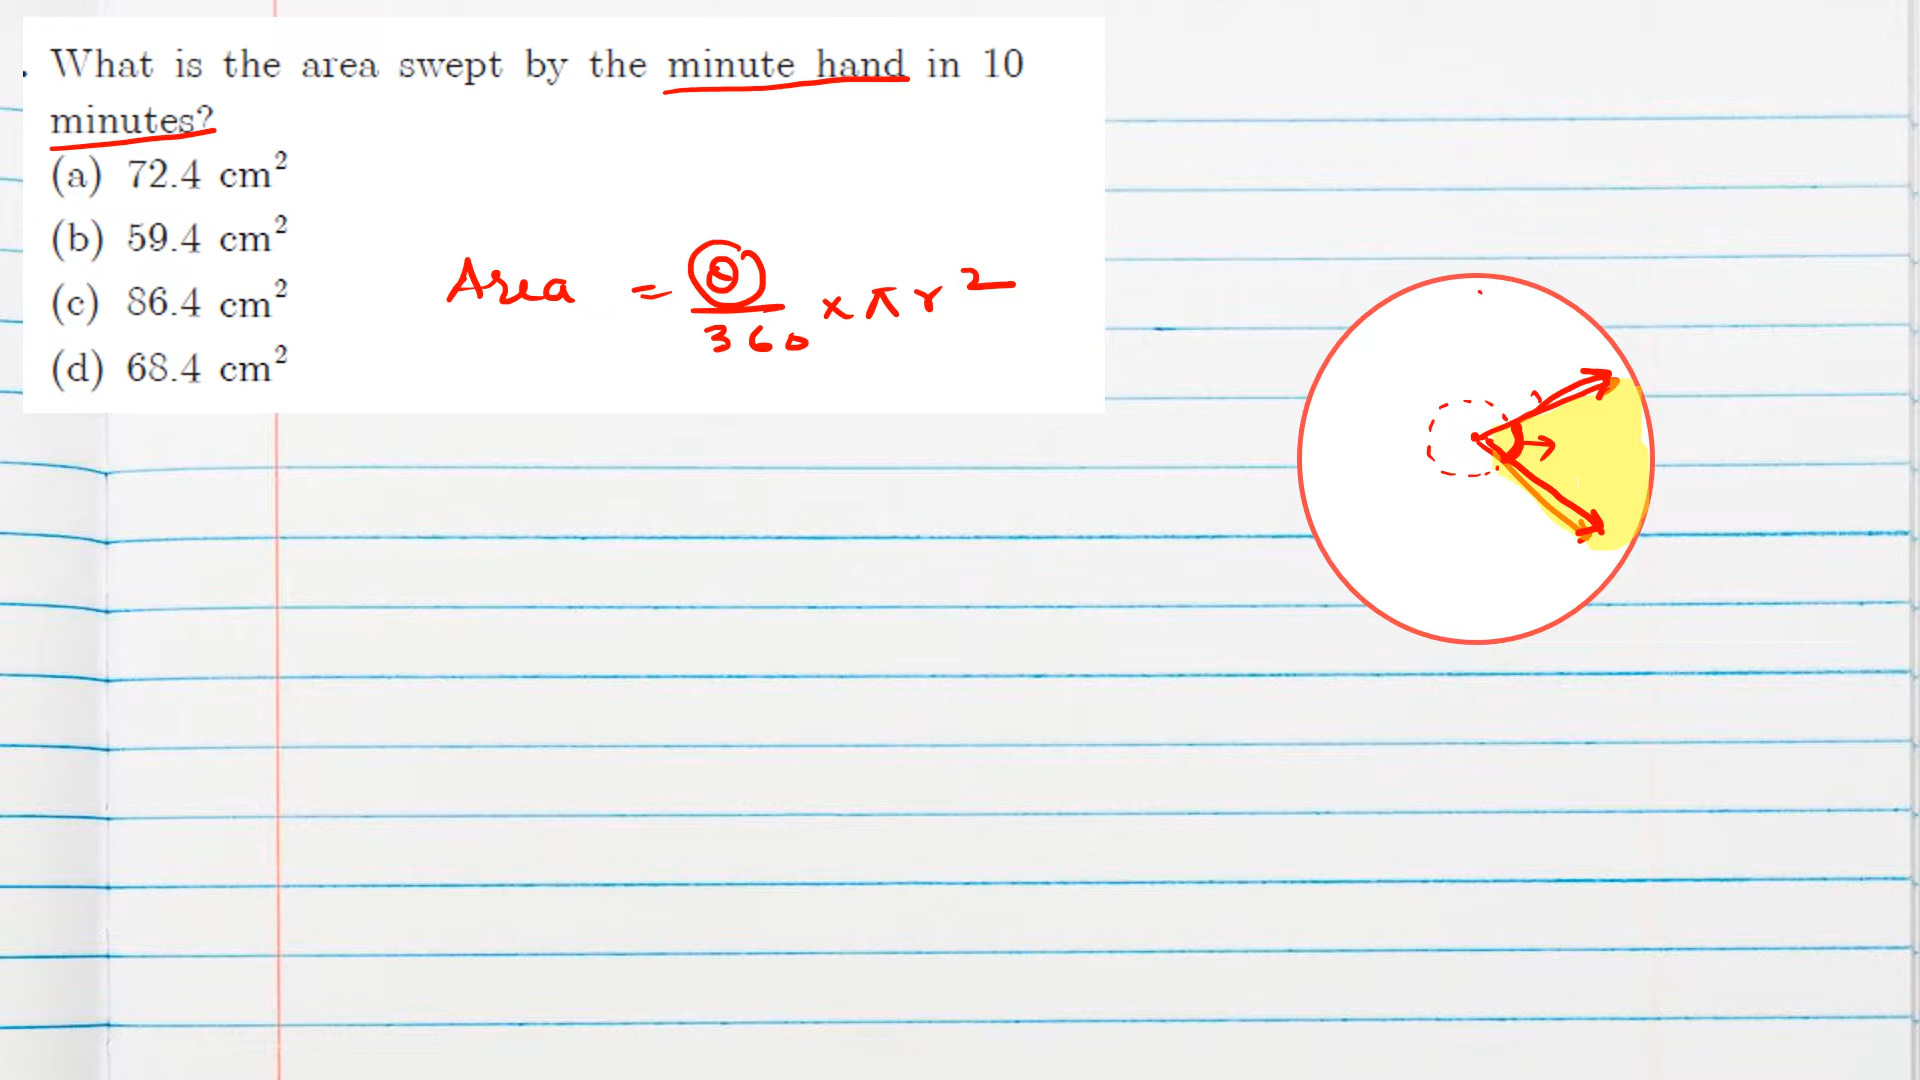 What is the area swept by the minute hand in 10
minutes?
(a) 72.4 cm²
(b) 59.4 cm²
(c) 86.4 cm²
(d) 68.4 cm²
Area = θ/360 × πr²